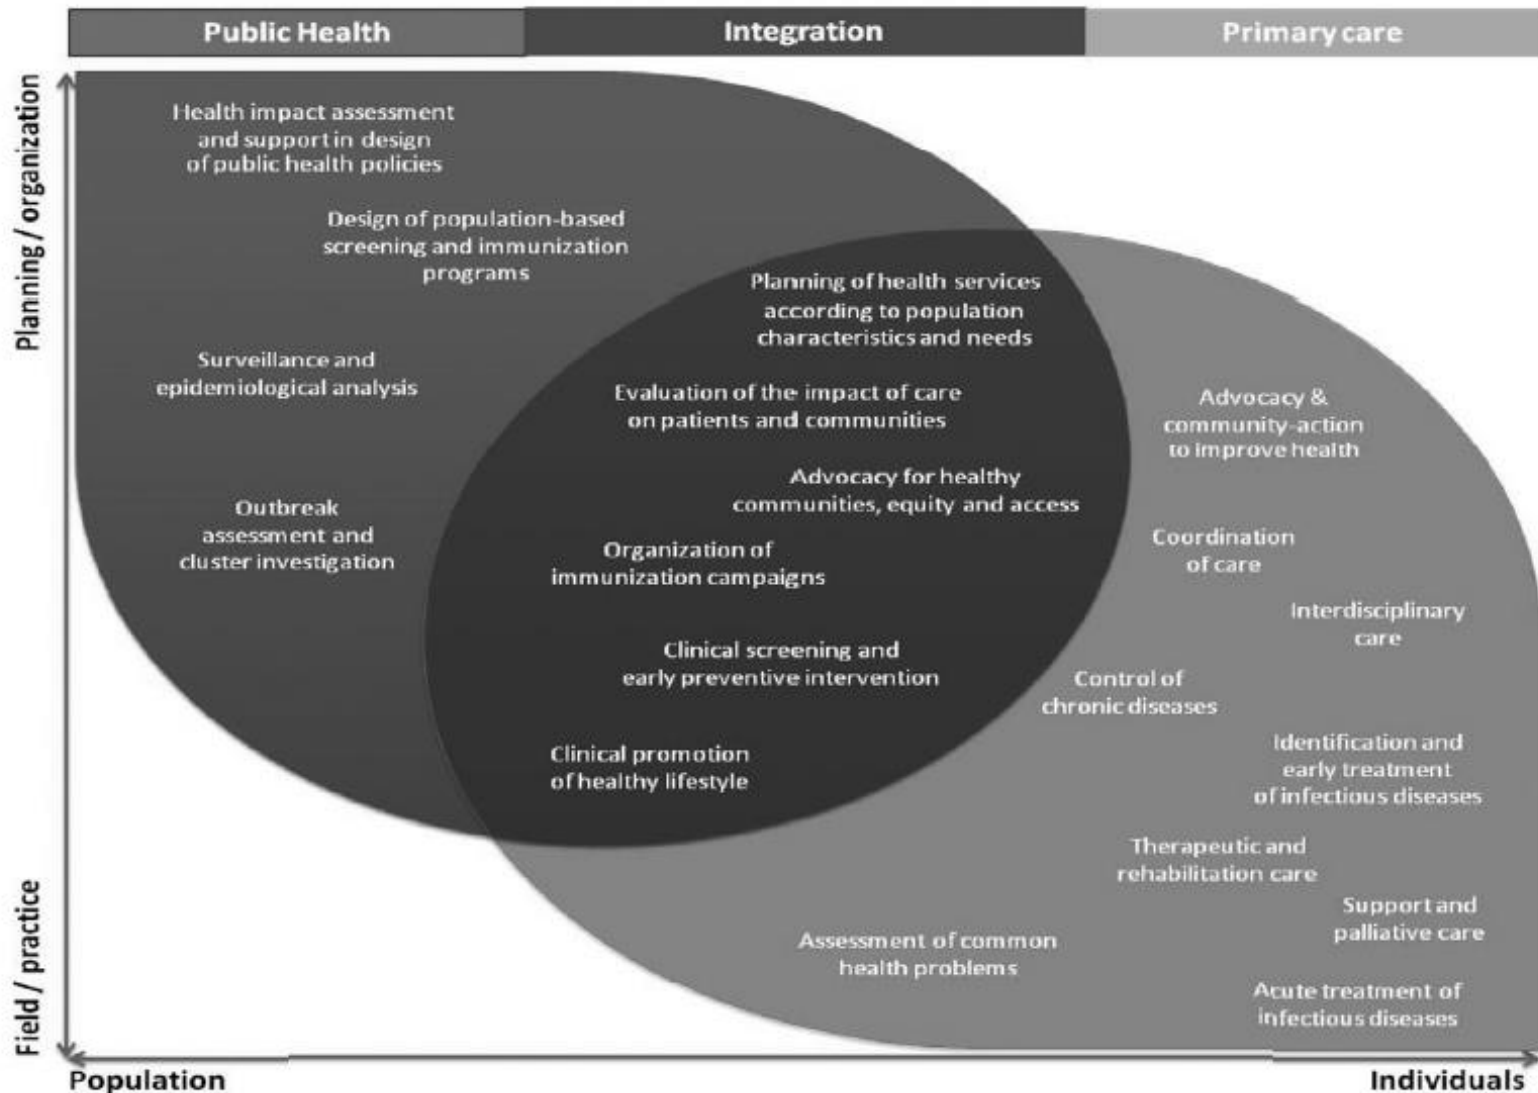 Public Health
Integration
Primary care
Planning / organization
Field / practice
Health impact assessment
and support in design
of public health policies
Design of population-based
screening and immunization
programs
Surveillance and
epidemiological analysis
Outbreak
assessment and
cluster investigation
Planning of health services
according to population
characteristics and needs
Evaluation of the impact of care
on patients and communities
Advocacy for healthy
communities, equity and access
Organization of
immunization campaigns
Clinical screening and
early preventive intervention
Clinical promotion
of healthy lifestyle
Advocacy &
community-action
to improve health
Coordination
of care
Interdisciplinary
care
Control of
chronic diseases
Identification and
early treatment
of infectious diseases
Therapeutic and
rehabilitation care
Support and
palliative care
Assessment of common
health problems
Acute treatment of
infectious diseases
Population
Individuals